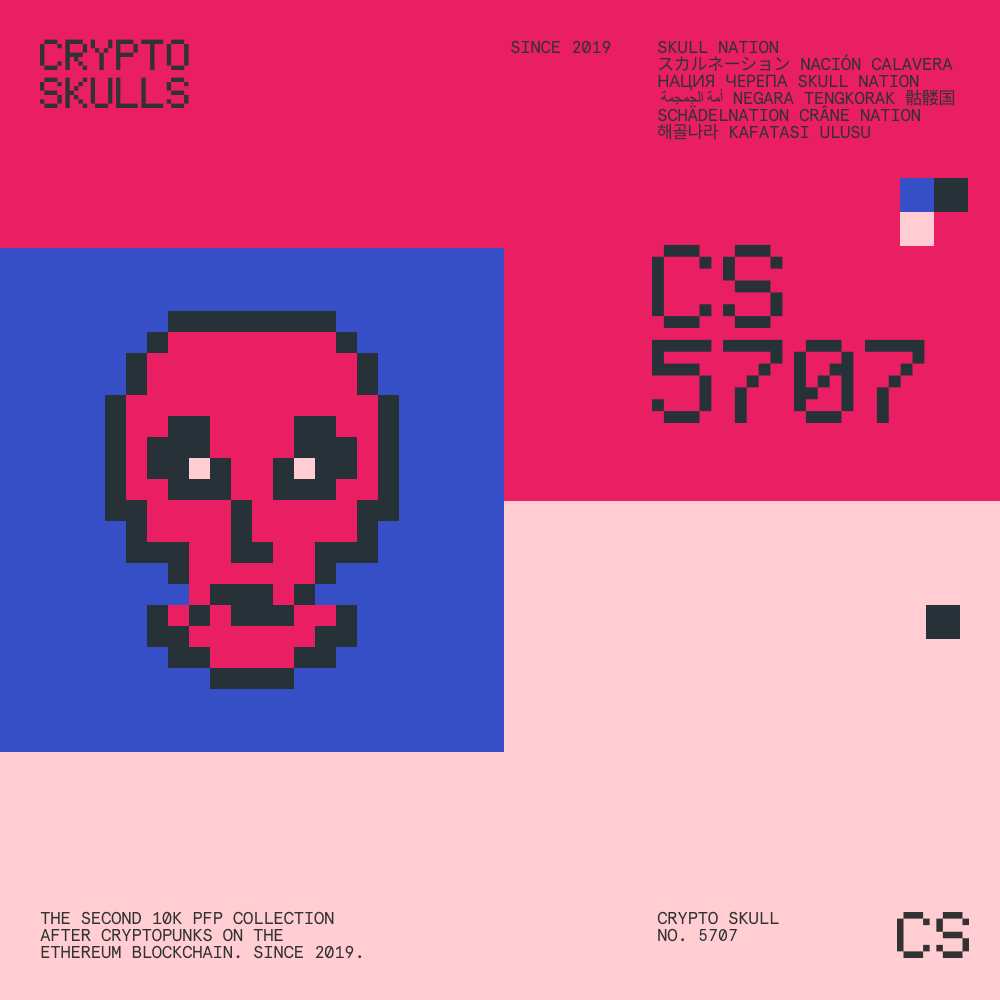 CRYPTO
SKULLS
SINCE 2019
SKULL NATION
スカルネーション NACIÓN CALAVERA
НАЦИЯ ЧЕРЕПА SKULL NATION
أمة الجمجمة NEGARA TENGKORAK 骷髅国
SCHÄDELNATION CRÂNE NATION
해골나라 KAFATASI ULUSU
CS
5707
THE SECOND 10K PFP COLLECTION
AFTER CRYPTOPUNKS ON THE
ETHEREUM BLOCKCHAIN. SINCE 2019.
CRYPTO SKULL
NO. 5707
CS